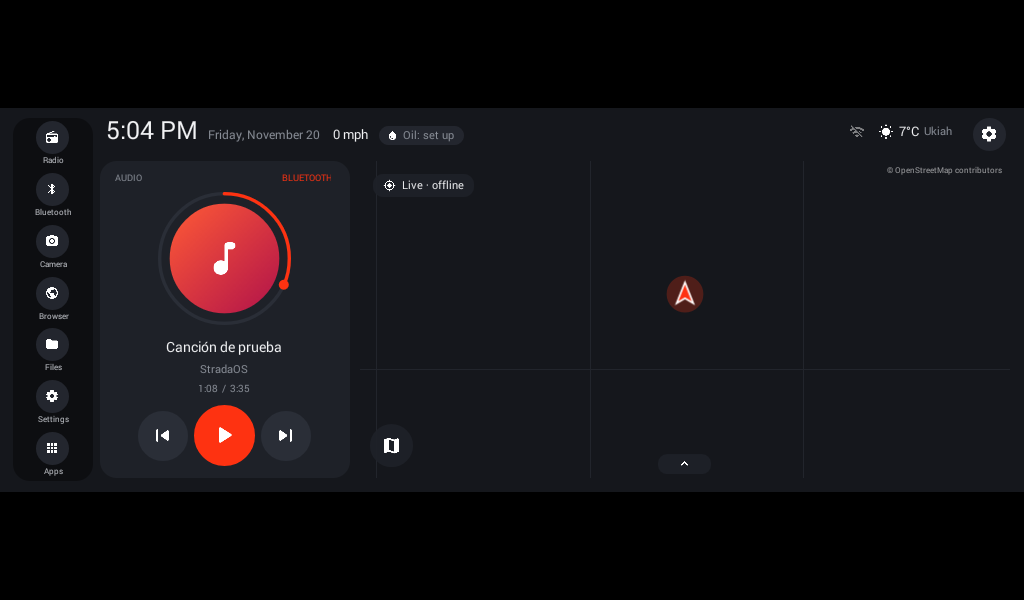 5:04 PM Friday, November 20 0 mph Oil: set up
7°C Ukiah
Radio
Bluetooth
Camera
Browser
Files
Settings
Apps
AUDIO BLUETOOTH
Canción de prueba
StradaOS
1:08 / 3:35
Live · offline
© OpenStreetMap contributors